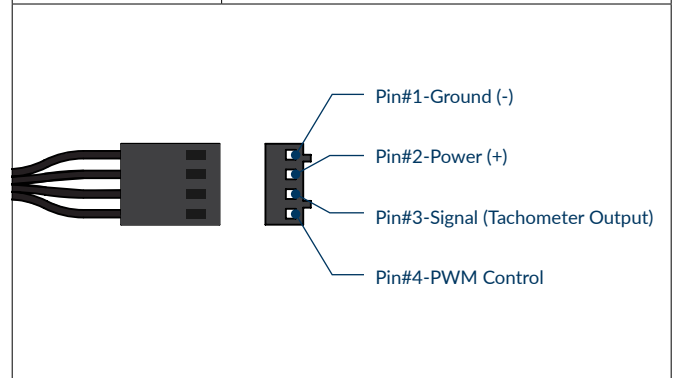 Pin#1-Ground (-)
Pin#2-Power (+)
Pin#3-Signal (Tachometer Output)
Pin#4-PWM Control